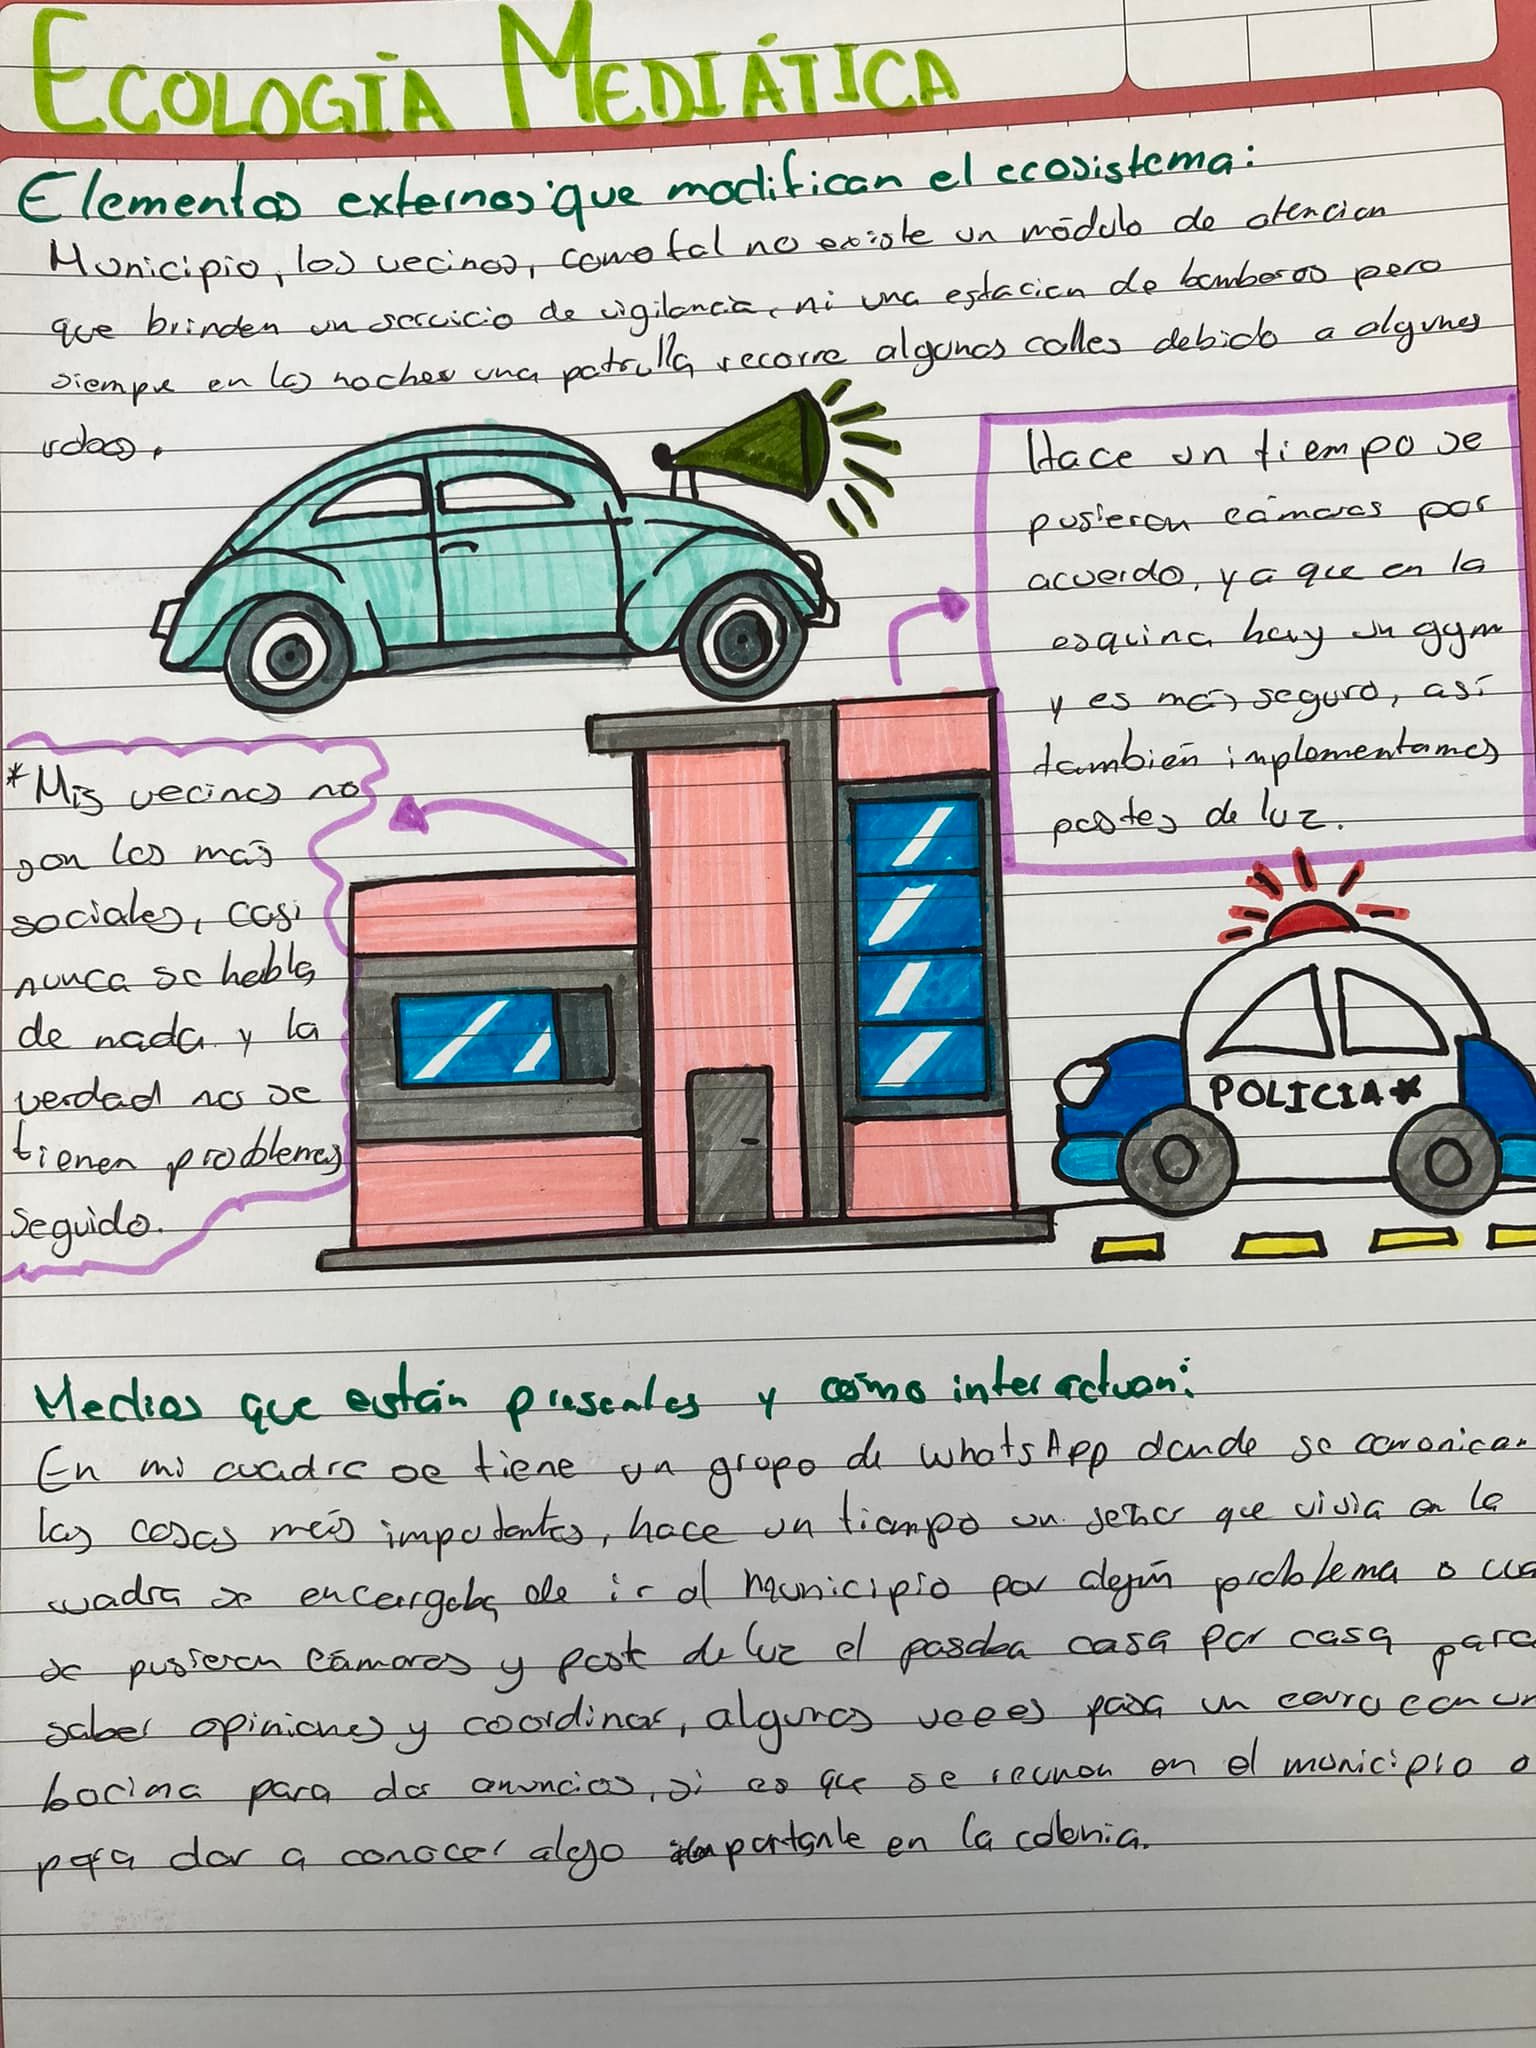 ECOLOGÍA MEDIÁTICA
Elementos externos que modifican el ecosistema:
Municipio, los vecinos, como tal no existe un módulo de atencion
que brinden un servicio de vigilancia, ni una estacion de bomberos pero
siempre en las noches una patrulla recorre algunas calles debido a algunos
robos.
Hace un tiempo se
pusieron cámaras por
acuerdo, ya que en la
esquina hay un gym
y es más seguro, así
también implementamos
postes de luz.
*Mis vecinos no
son los más
sociales, casi
nunca se habla
de nada y la
verdad no se
tienen problemas
seguido.
POLICIA*
Medios que están presentes y cómo interactuan:
En mi cuadra se tiene un grupo de WhatsApp donde se comunican
las cosas más importantes, hace un tiempo un señor que vivia en la
cuadra se encargaba de ir al municipio por algún problema o
se pusieron cámaras y post de luz el pasaba casa por casa para
saber opiniones y coordinar, algunas veces pasa un carro con un
bocina para dar anuncios, si es que se reunon en el municipio o
para dar a conocer algo importante en la colonia.